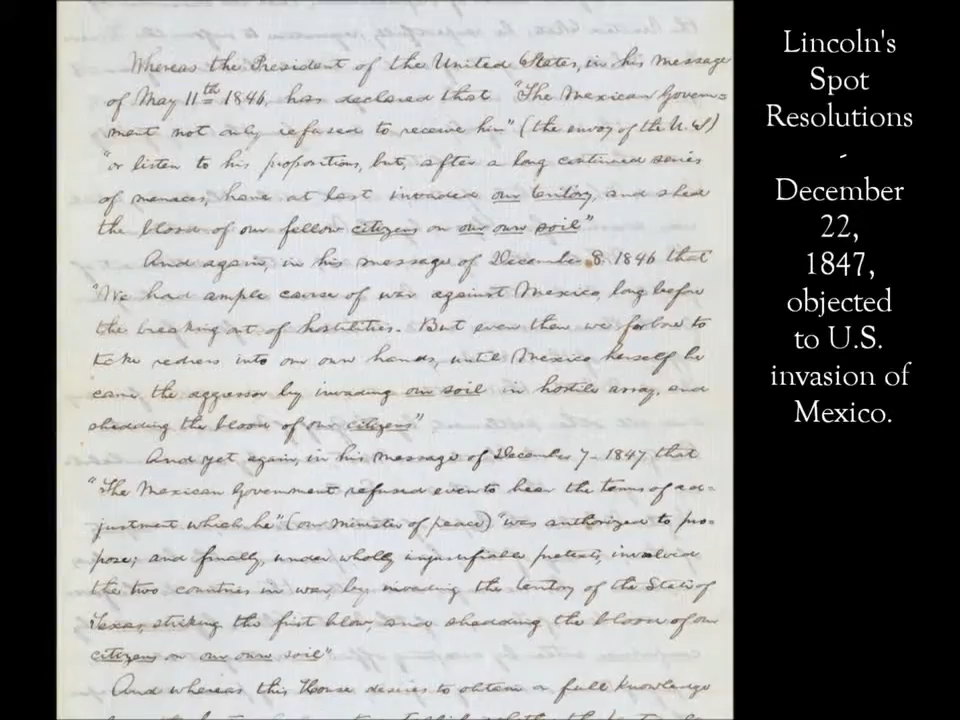 Whereas the President of the United States, in his message
of May 11th 1846, has declared that "The Mexican Govern=
ment not only refused to receive him" (the envoy of the U.S)
"or listen to his propositions, but, after a long continued series
of menaces, have at last invaded our teritory, and shed
the blood of our fellow citizens on our own soil"
And again, in his message of December 8. 1846 that
"We had ample cause of war against Mexico, long before
the breaking out of hostilities. But even then we forbore to
take redress into our own hands, until Mexico herself be
came the aggressor by invading our soil in hostile array, and
shedding the blood of our citizens"
And yet again, in his message of December 7– 1847 that
"The Mexican Government refused even to hear the terms of ad-
justment which he" (our minister of peace) "was authorized to pro-
pose; and finally, under wholly unjustifiable pretexts, involved
the two countries in war, by invading the teritory of the State of
Texas, striking the first blow, and shedding the blood of our
citizens on our own soil"
And whereas this House desires to obtain a full knowledge
Lincoln's
Spot
Resolutions
-
December
22,
1847,
objected
to U.S.
invasion of
Mexico.